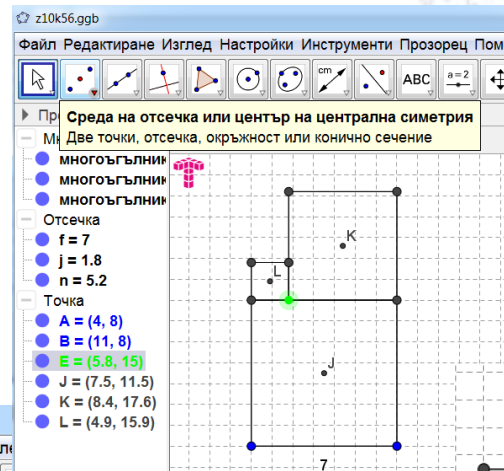 z10k56.ggb
Файл Редактиране Изглед Настройки Инструменти Прозорец Пом
cm
ABC
a = 2
Среда на отсечка или център на централна симетрия
Две точки, отсечка, окръжност или конично сечение
многоъгълник
многоъгълник
многоъгълник
Отсечка
f = 7
j = 1.8
n = 5.2
Точка
A = (4, 8)
B = (11, 8)
E = (5.8, 15)
J = (7.5, 11.5)
K = (8.4, 17.6)
L = (4.9, 15.9)
K
L
J
7